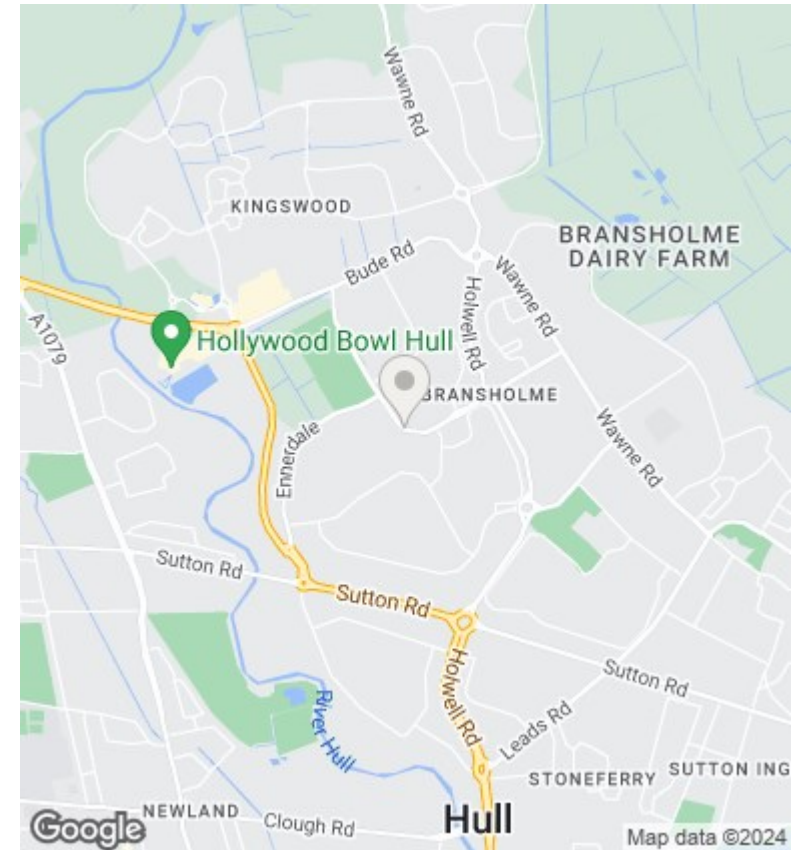 Wawne Rd
KINGSWOOD
BRANSHOLME
DAIRY FARM
Bude Rd
Wawne Rd
Holwell Rd
A1079
Hollywood Bowl Hull
BRANSHOLME
Ennerdale
Wawne Rd
Sutton Rd
Sutton Rd
Holwell Rd
Sutton Rd
Leads Rd
River Hull
STONEFERRY
SUTTON ING
NEWLAND
Clough Rd
Hull
Google
Map data ©2024